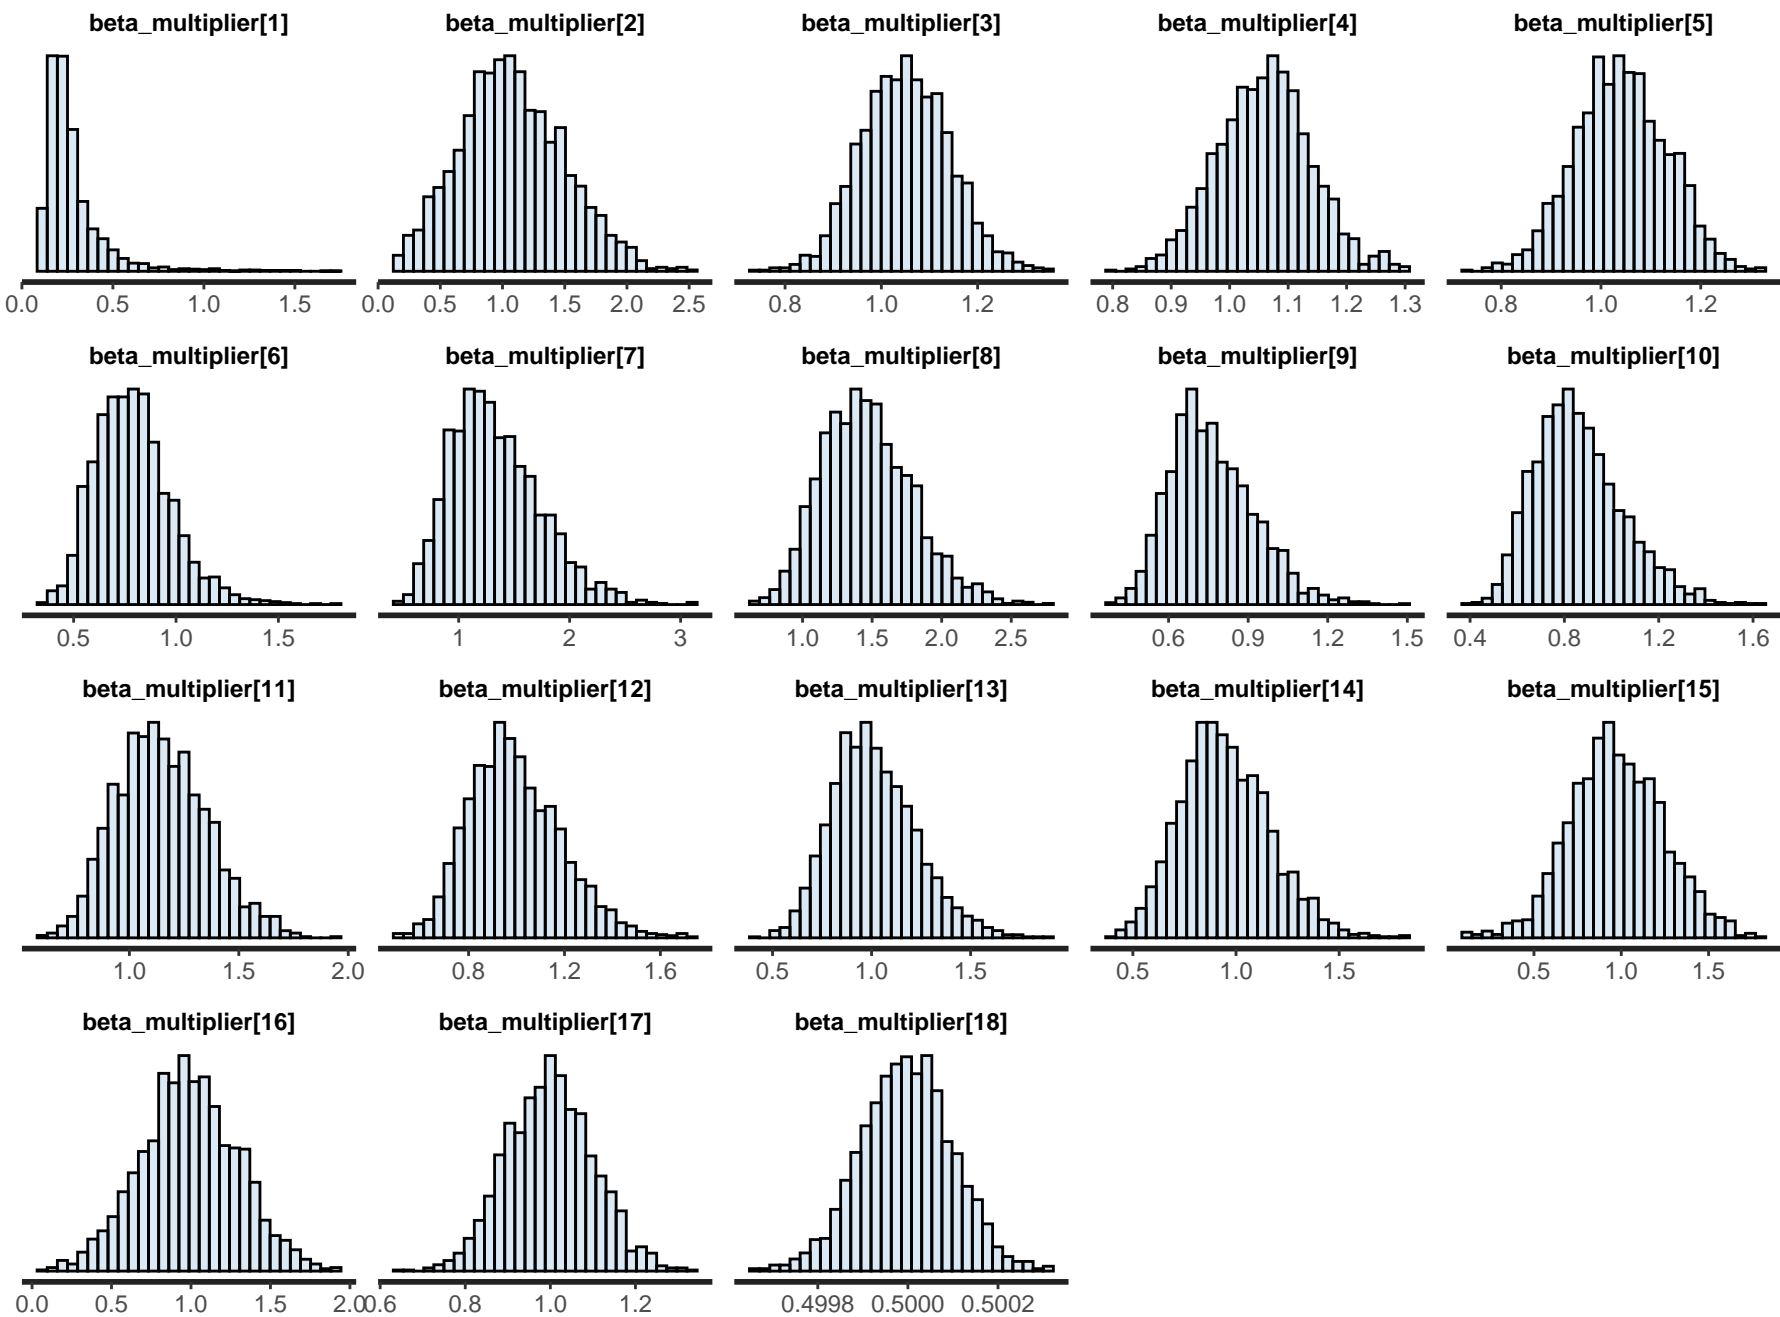 beta_multiplier[1] beta_multiplier[2] beta_multiplier[3] beta_multiplier[4] beta_multiplier[5]
0.0 0.5 1.0 1.5 0.0 0.5 1.0 1.5 2.0 2.5 0.8 1.0 1.2 0.8 0.9 1.0 1.1 1.2 1.3 0.8 1.0 1.2
beta_multiplier[6] beta_multiplier[7] beta_multiplier[8] beta_multiplier[9] beta_multiplier[10]
0.5 1.0 1.5 1 2 3 1.0 1.5 2.0 2.5 0.6 0.9 1.2 1.5 0.4 0.8 1.2 1.6
beta_multiplier[11] beta_multiplier[12] beta_multiplier[13] beta_multiplier[14] beta_multiplier[15]
1.0 1.5 2.0 0.8 1.2 1.6 0.5 1.0 1.5 0.5 1.0 1.5 0.5 1.0 1.5
beta_multiplier[16] beta_multiplier[17] beta_multiplier[18]
0.0 0.5 1.0 1.5 2.0 0.6 0.8 1.0 1.2 0.4998 0.5000 0.5002